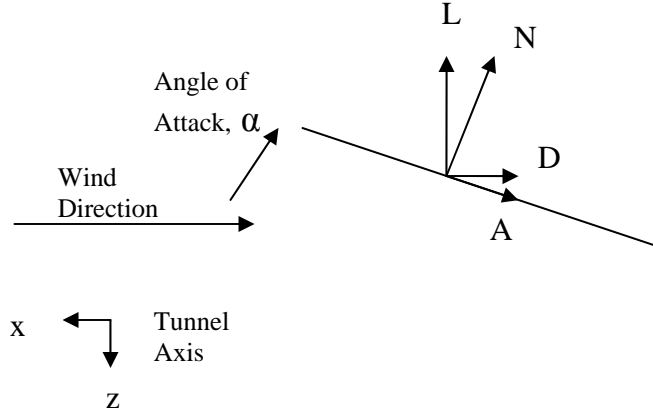 L
N
Angle of
Attack, α
D
Wind
Direction
A
x
Tunnel
Axis
z